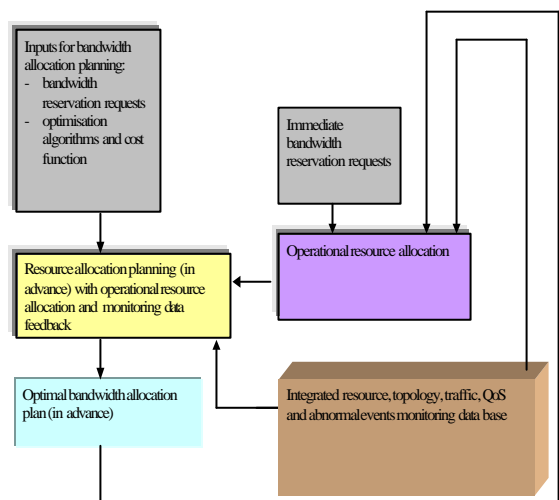 Inputs for bandwidth
allocation planning:
- bandwidth
reservation requests
- optimisation
algorithms and cost
function
Immediate
bandwidth
reservation requests
Resource allocation planning (in
advance) with operational resource
allocation and monitoring data
feedback
Operational resource allocation
Optimal bandwidth allocation
plan (in advance)
Integrated resource, topology, traffic, QoS
and abnormal events monitoring data base